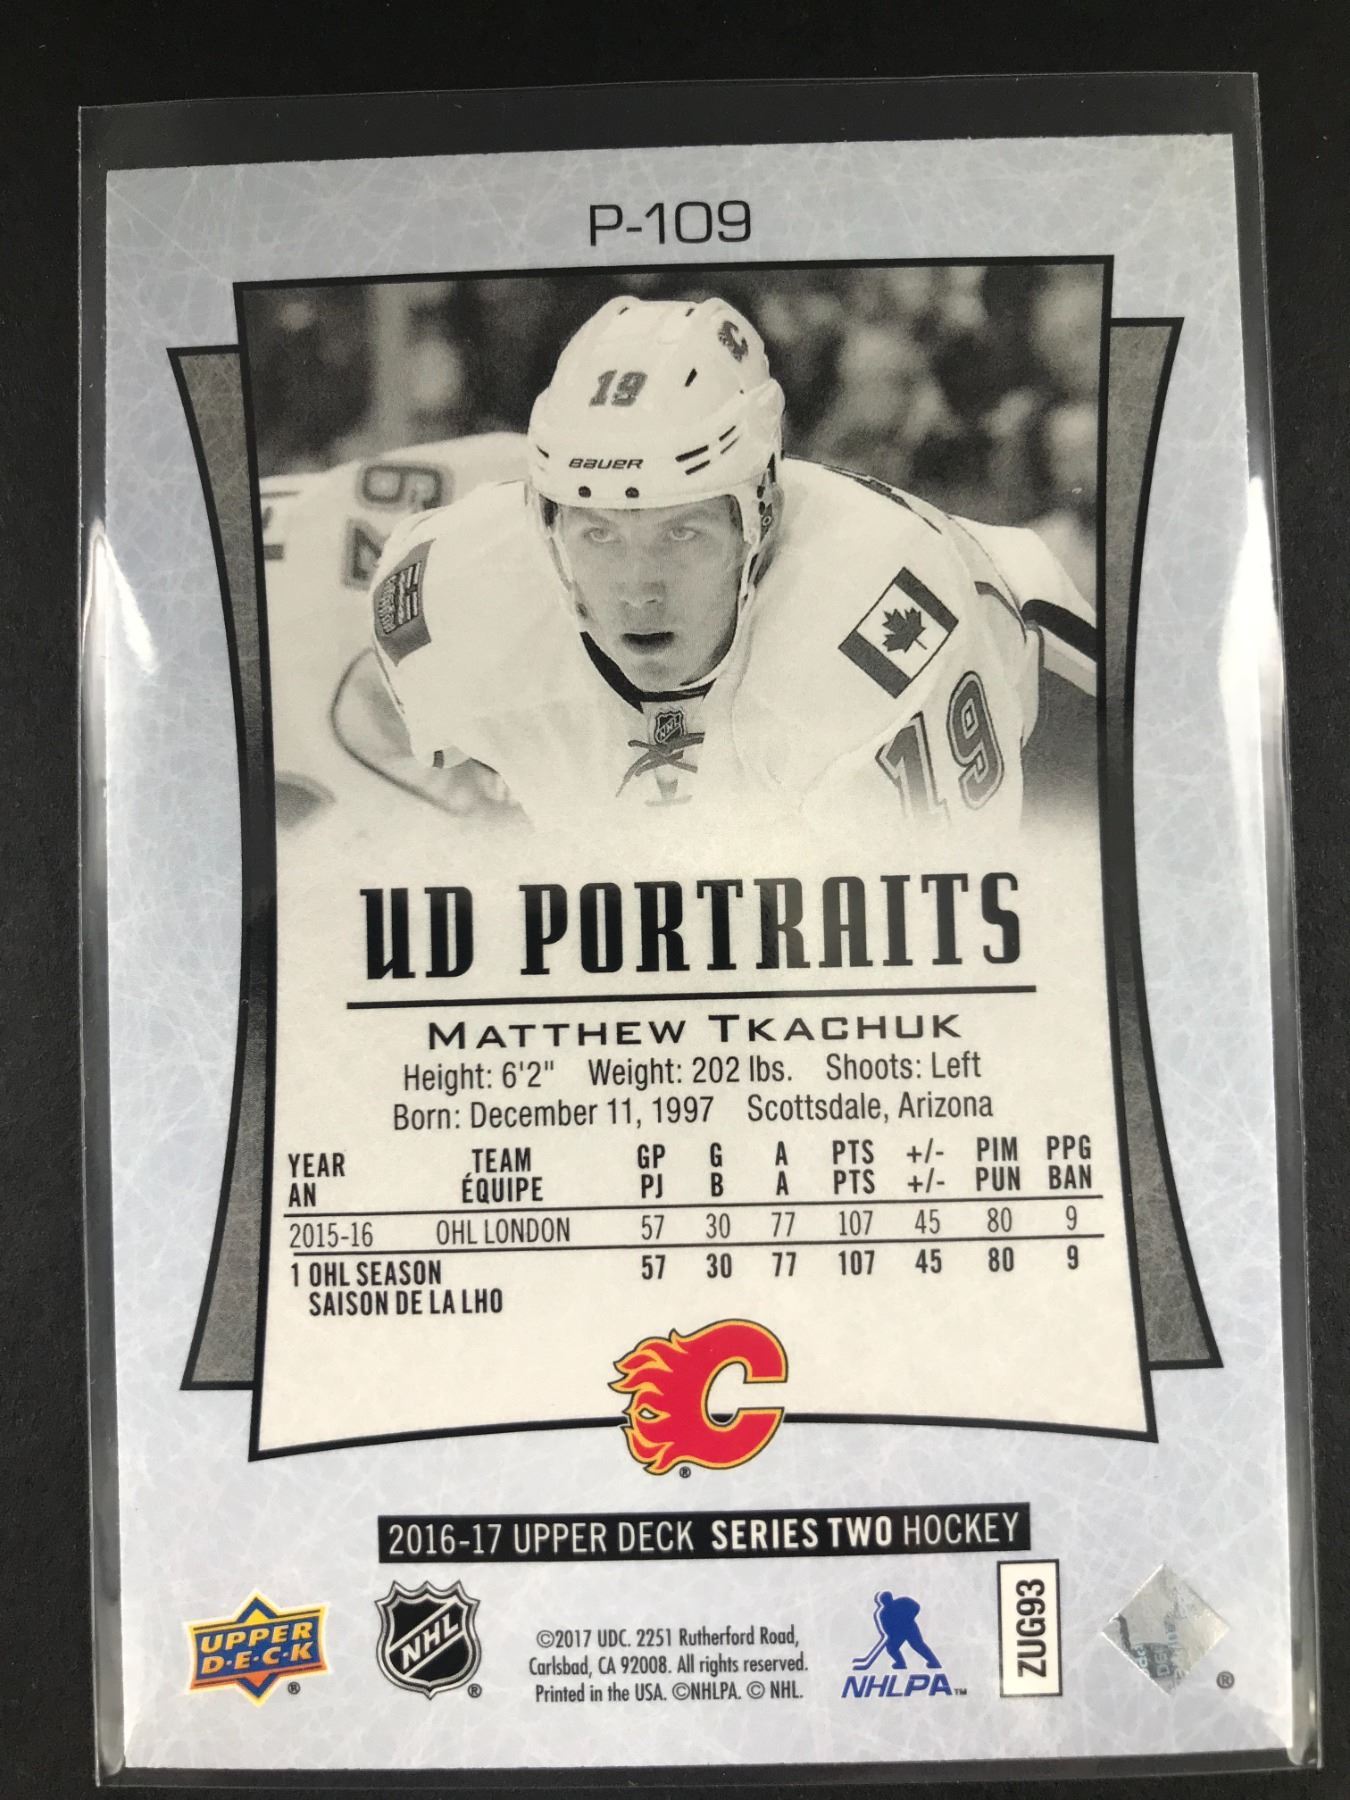 P-109
19
BAUER
79
NHL
19
UD PORTRAITS
MATTHEW TKACHUK
Height: 6'2" Weight: 202 lbs. Shoots: Left
Born: December 11, 1997 Scottsdale, Arizona
YEAR TEAM GP G A PTS +/- PIM PPG
AN ÉQUIPE PJ B A PTS +/- PUN BAN
2015-16 OHL LONDON 57 30 77 107 45 80 9
1 OHL SEASON 57 30 77 107 45 80 9
SAISON DE LA LHO
2016-17 UPPER DECK SERIES TWO HOCKEY
UPPER
D·E·C·K
®
NHL
®
©2017 UDC. 2251 Rutherford Road,
Carlsbad, CA 92008. All rights reserved.
Printed in the USA. ©NHLPA. © NHL.
NHLPA™
ZUG93
®